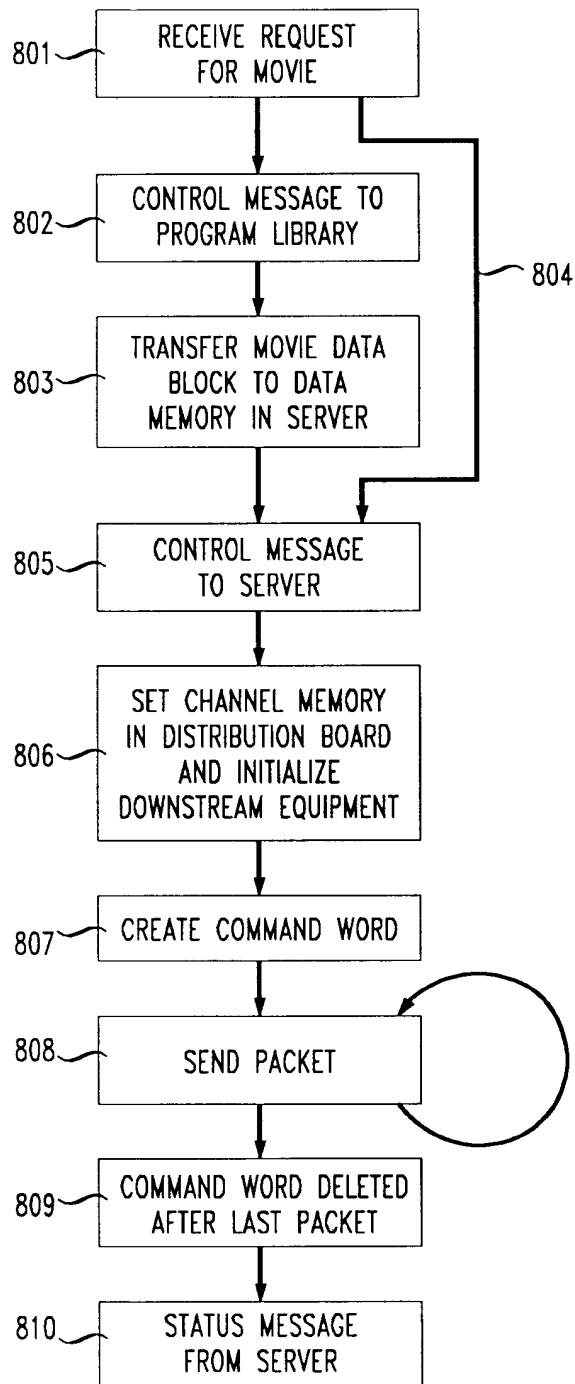 801
RECEIVE REQUEST
FOR MOVIE
802
CONTROL MESSAGE TO
PROGRAM LIBRARY
804
803
TRANSFER MOVIE DATA
BLOCK TO DATA
MEMORY IN SERVER
805
CONTROL MESSAGE
TO SERVER
806
SET CHANNEL MEMORY
IN DISTRIBUTION BOARD
AND INITIALIZE
DOWNSTREAM EQUIPMENT
807
CREATE COMMAND WORD
808
SEND PACKET
809
COMMAND WORD DELETED
AFTER LAST PACKET
810
STATUS MESSAGE
FROM SERVER